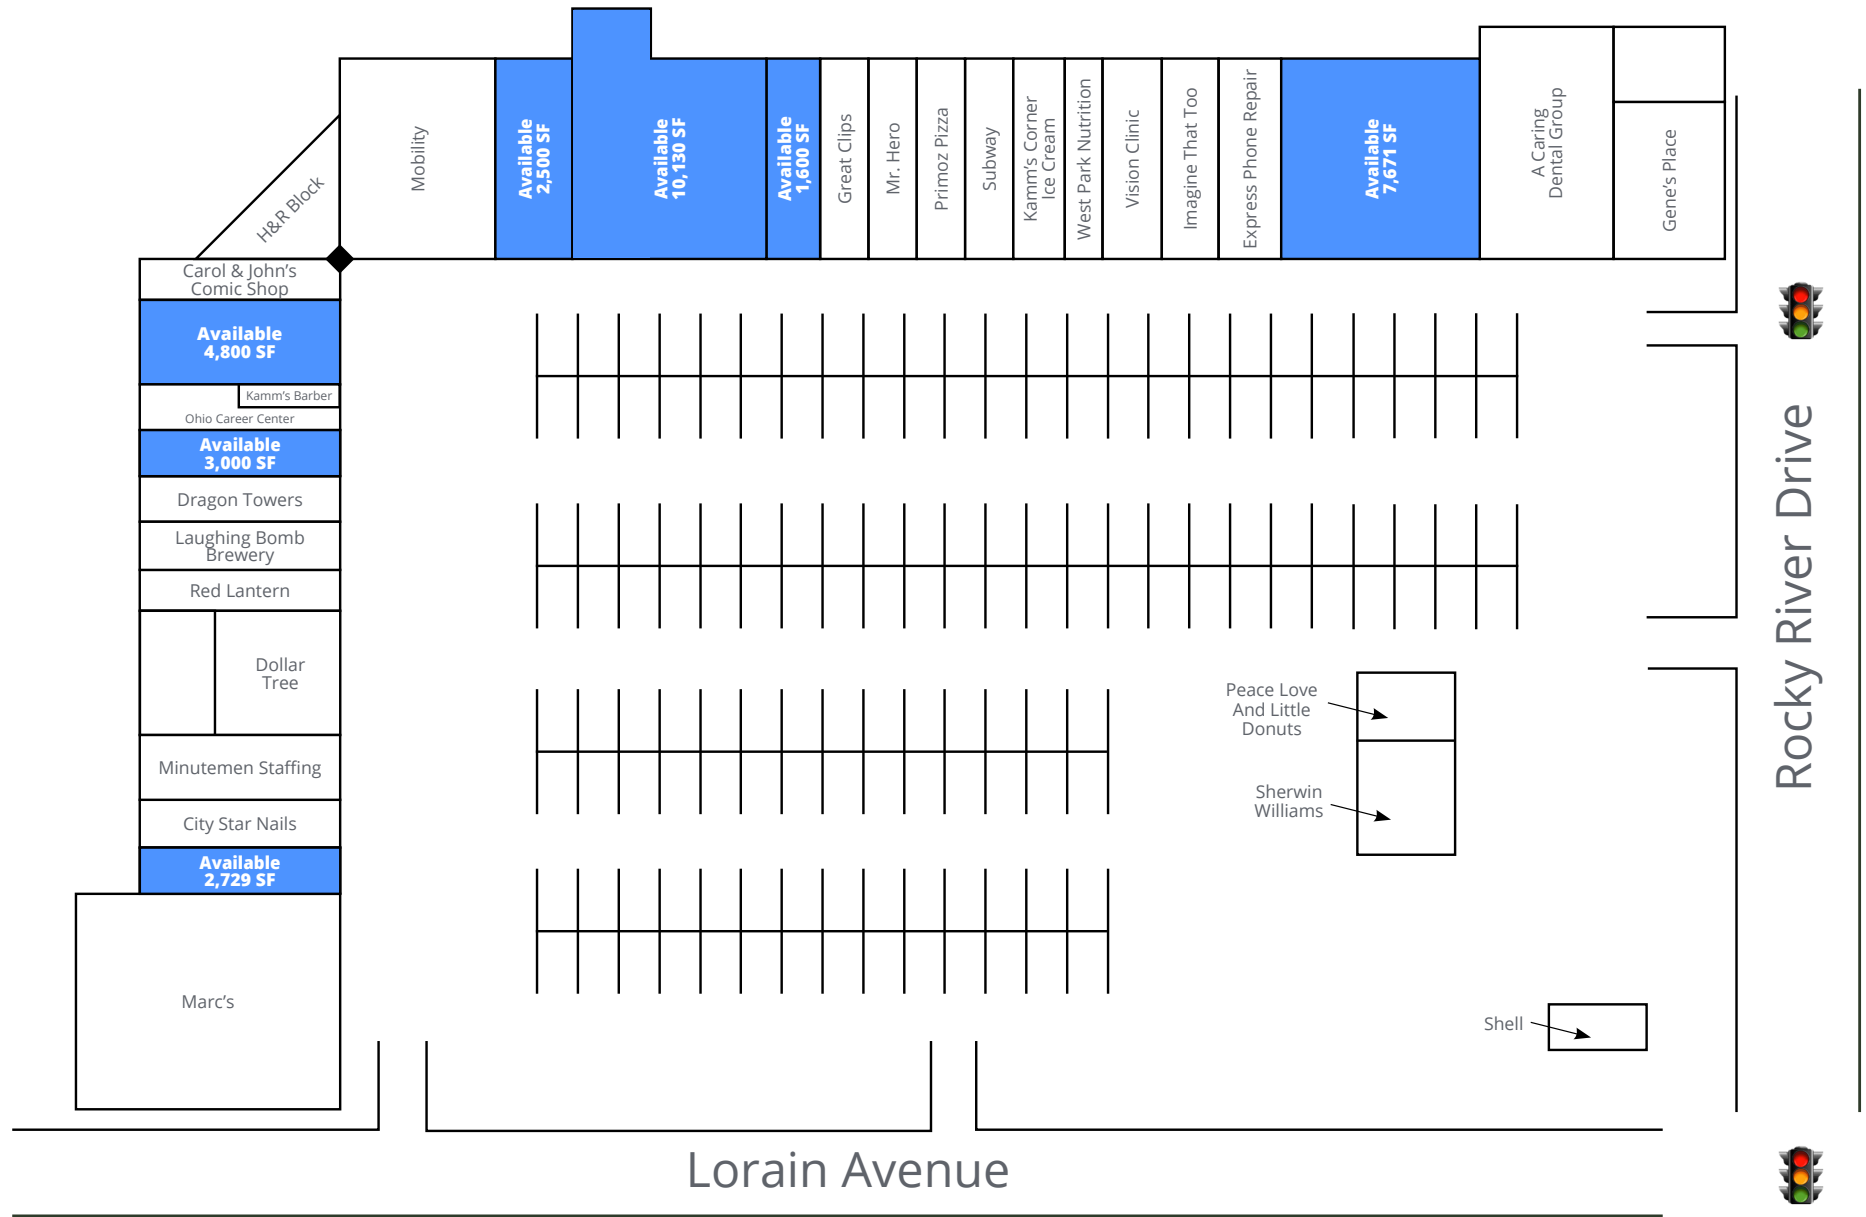 H&R Block
Mobility
Available
2,500 SF
Available
10,130 SF
Available
1,600 SF
Great Clips
Mr. Hero
Primoz Pizza
Subway
Kamm's Corner
Ice Cream
West Park Nutrition
Vision Clinic
Imagine That Too
Express Phone Repair
Available
7,671 SF
A Caring
Dental Group
Gene's Place
Carol & John's
Comic Shop
Available
4,800 SF
Kamm's Barber
Ohio Career Center
Available
3,000 SF
Dragon Towers
Laughing Bomb
Brewery
Red Lantern
Dollar
Tree
Minutemen Staffing
City Star Nails
Available
2,729 SF
Marc's
Peace Love
And Little
Donuts
Sherwin
Williams
Shell
Rocky River Drive
Lorain Avenue